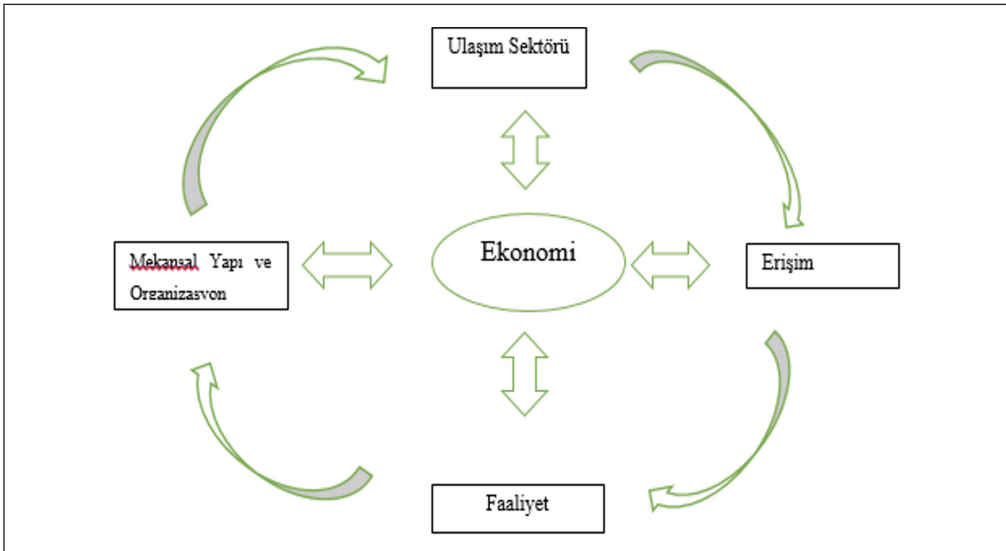 Ulaşım Sektörü
Ekonomi
Mekansal Yapı ve
Organizasyon
Erişim
Faaliyet